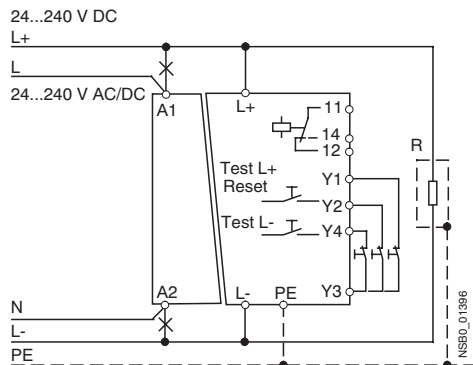 24...240 V DC
L+
L
24...240 V AC/DC
A1
L+
11
14
12
R
Test L+
Reset
Y1
Y2
Test L-
Y4
A2
L-
PE
Y3
N
L-
PE
NSB0_01396